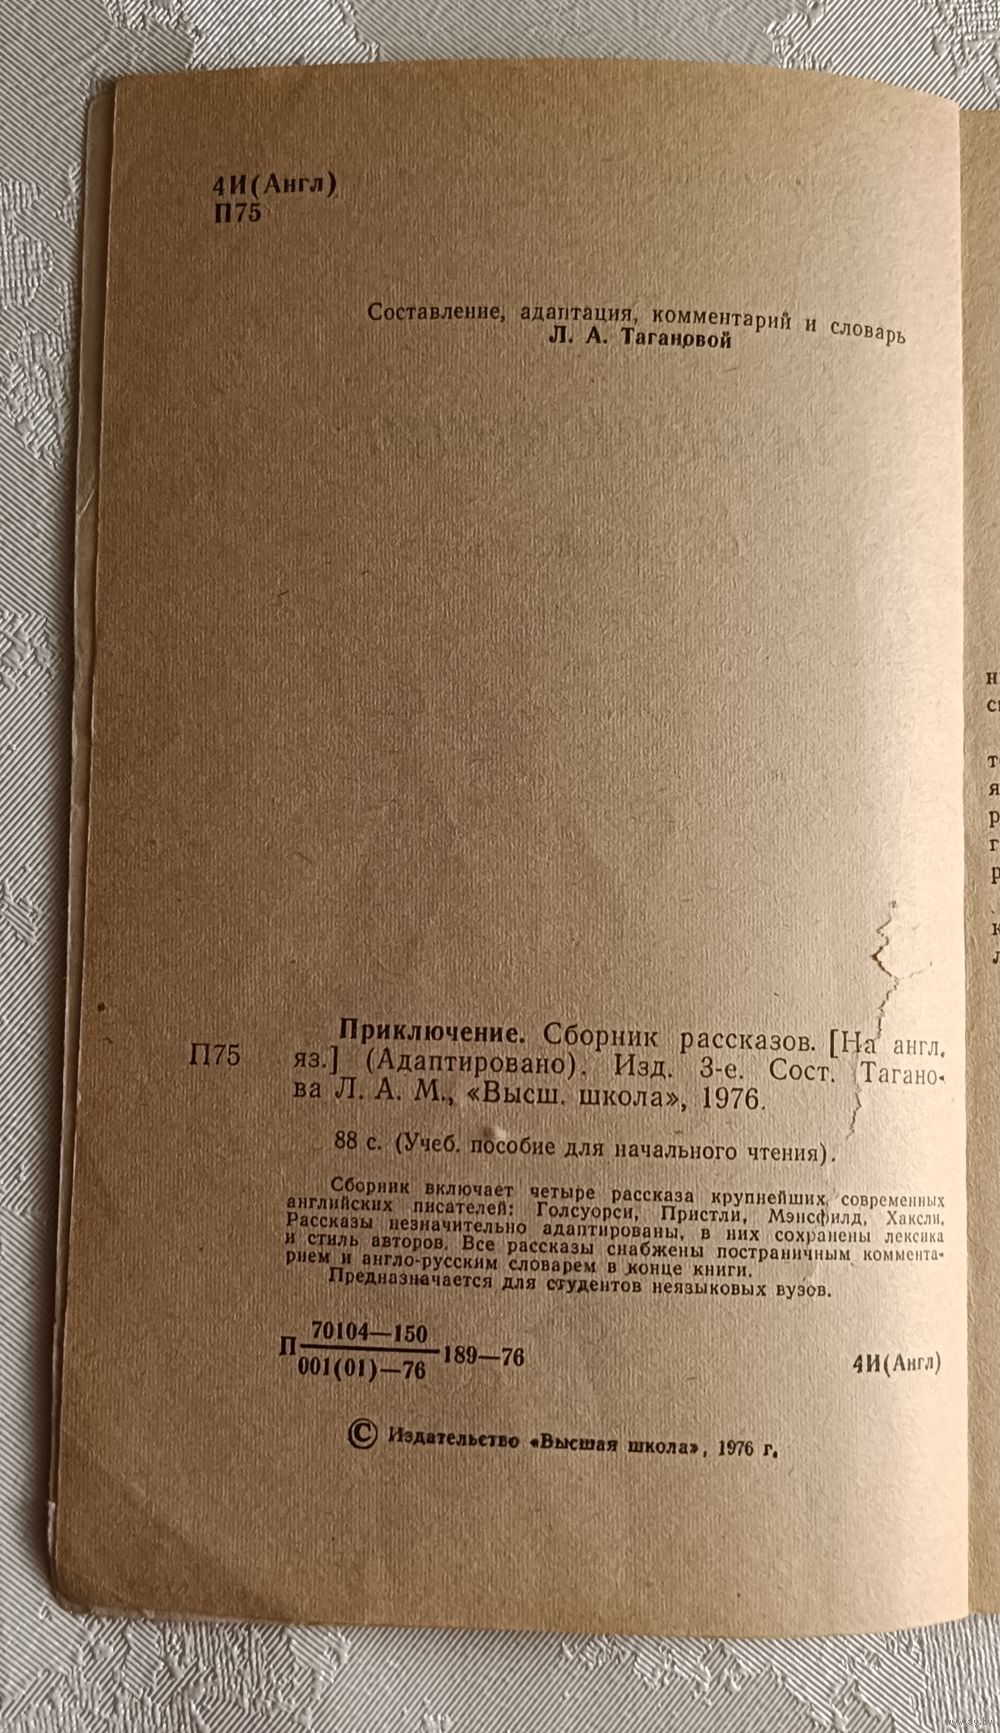 4И(Англ)
П75
Составление, адаптация, комментарий и словарь
Л. А. Тагановой
П75
Приключение. Сборник рассказов. [На англ.
яз.] (Адаптировано). Изд. 3-е. Сост. Тагано-
ва Л. А. М., «Высш. школа», 1976.
88 с. (Учеб. пособие для начального чтения).
Сборник включает четыре рассказа крупнейших современных
английских писателей: Голсуорси, Пристли, Мэнсфилд, Хаксли.
Рассказы незначительно адаптированы, в них сохранены лексика
и стиль авторов. Все рассказы снабжены постраничным коммента-
рием и англо-русским словарем в конце книги.
Предназначается для студентов неязыковых вузов.
П 70104—150
001(01)—76 189—76
4И(Англ)
© Издательство «Высшая школа», 1976 г.